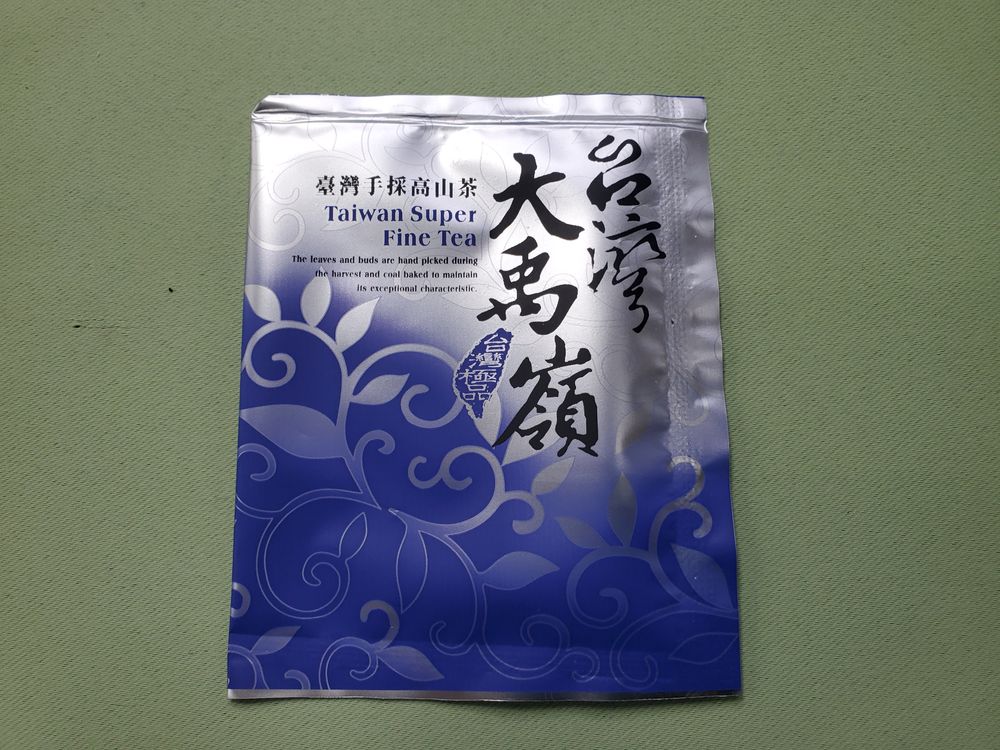 台灣
大禹嶺
臺灣手採高山茶
Taiwan Super
Fine Tea
The leaves and buds are hand picked during
the harvest and coal baked to maintain
its exceptional characteristic.
台灣
極品